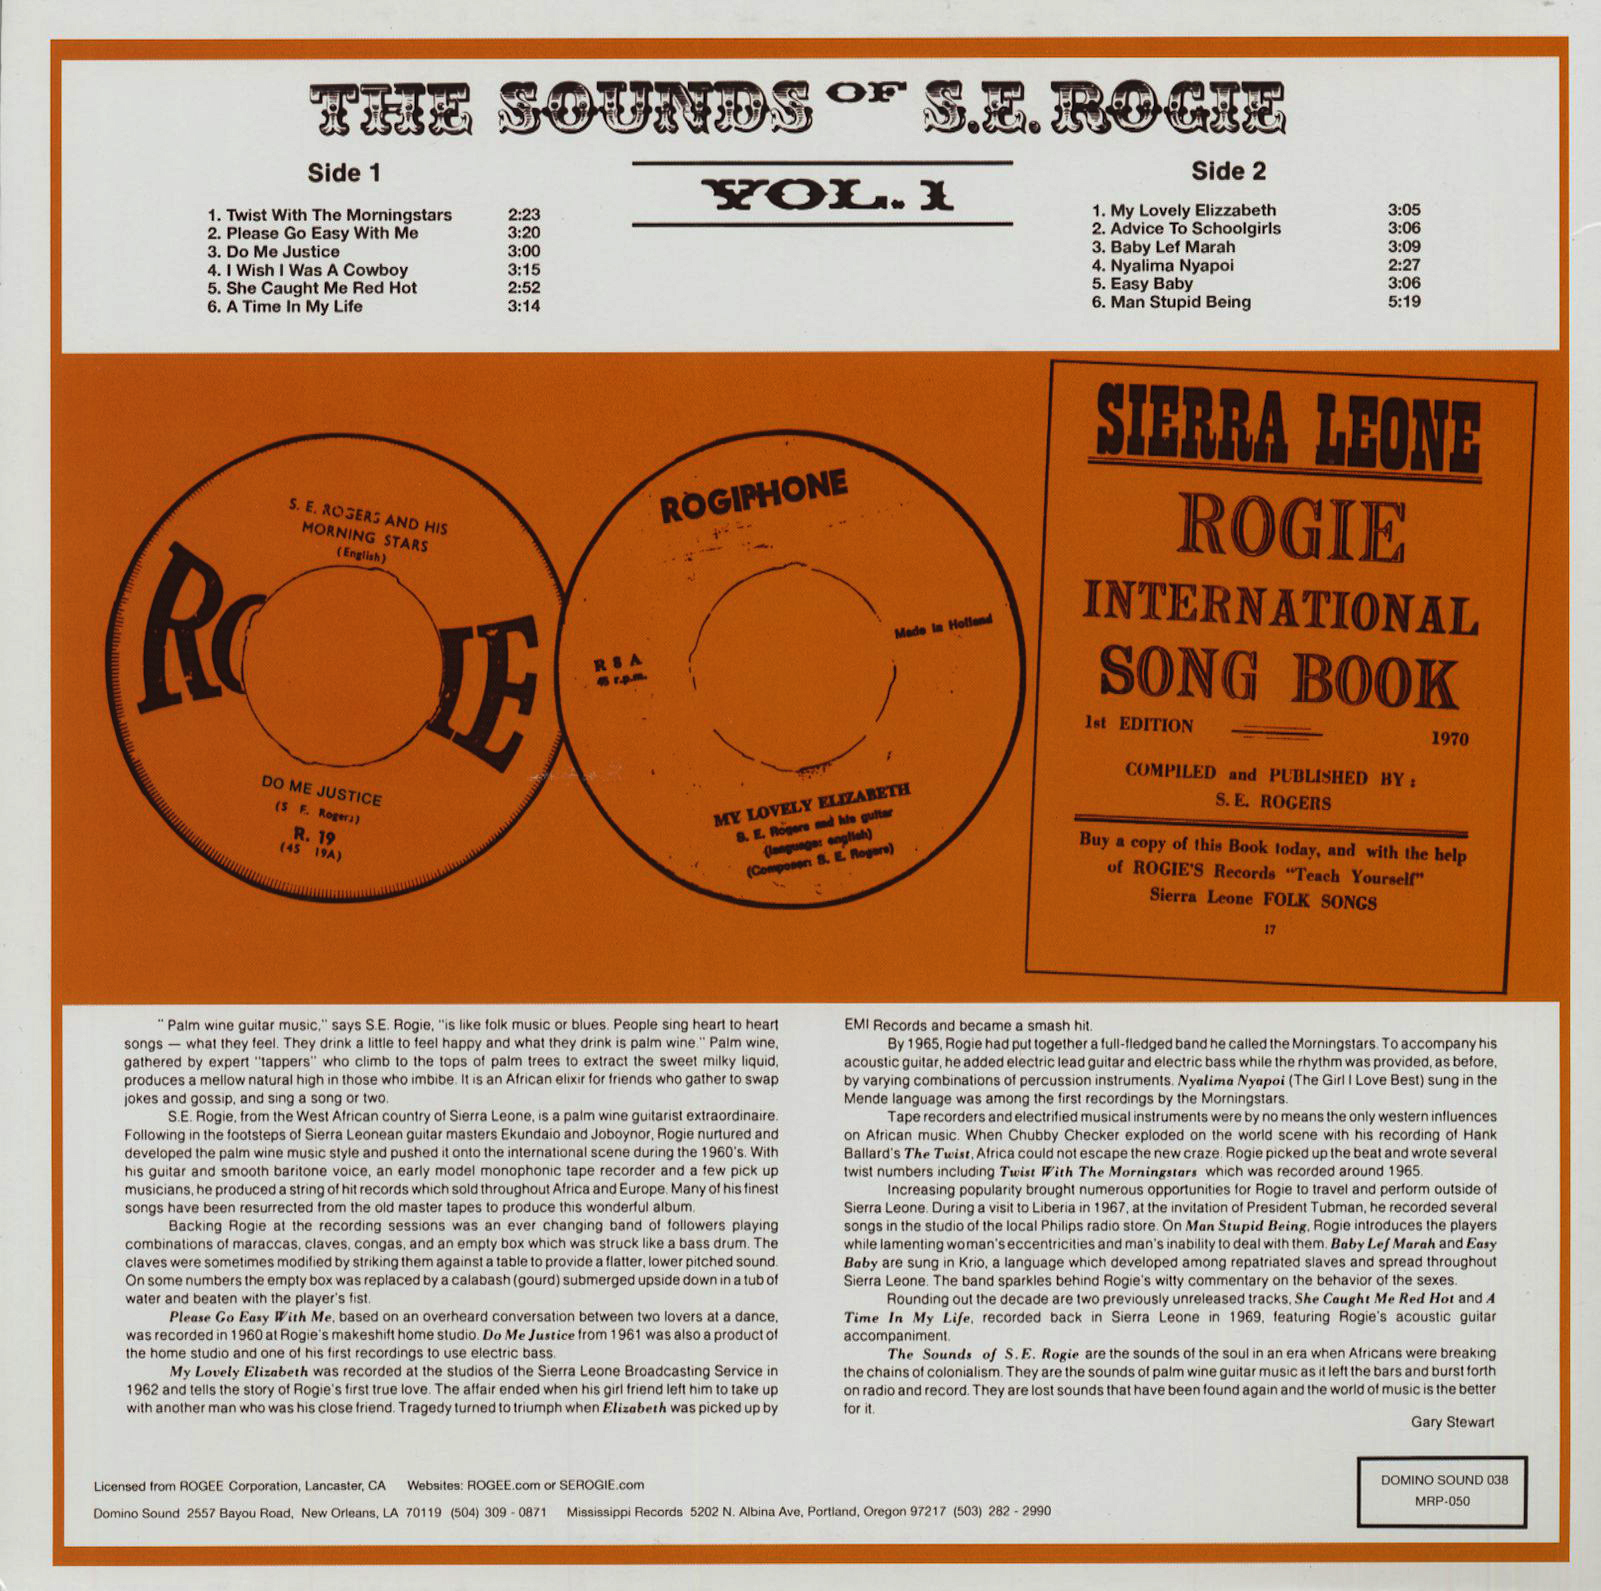 THE SOUNDS OF S.E. ROGIE
VOL. 1
Side 1
1. Twist With The Morningstars 2:23
2. Please Go Easy With Me 3:20
3. Do Me Justice 3:00
4. I Wish I Was A Cowboy 3:15
5. She Caught Me Red Hot 2:52
6. A Time In My Life 3:14
Side 2
1. My Lovely Elizzabeth 3:05
2. Advice To Schoolgirls 3:06
3. Baby Lef Marah 3:09
4. Nyalima Nyapoi 2:27
5. Easy Baby 3:06
6. Man Stupid Being 5:19
S. E. ROGERS AND HIS
MORNING STARS
(English)
ROGIE
DO ME JUSTICE
(S E. Rogers)
R. 19
(45 19A)
ROGIPHONE
Made in Holland
R 8 A
45 r.p.m.
MY LOVELY ELIZABETH
S. E. Rogers and his guitar
(language: english)
(Composer: S. E. Rogers)
SIERRA LEONE
ROGIE
INTERNATIONAL
SONG BOOK
1st EDITION 1970
COMPILED and PUBLISHED BY :
S. E. ROGERS
Buy a copy of this Book today, and with the help
of ROGIE'S Records "Teach Yourself"
Sierra Leone FOLK SONGS
17
" Palm wine guitar music," says S.E. Rogie, "is like folk music or blues. People sing heart to heart
songs — what they feel. They drink a little to feel happy and what they drink is palm wine." Palm wine,
gathered by expert "tappers" who climb to the tops of palm trees to extract the sweet milky liquid,
produces a mellow natural high in those who imbibe. It is an African elixir for friends who gather to swap
jokes and gossip, and sing a song or two.
S.E. Rogie, from the West African country of Sierra Leone, is a palm wine guitarist extraordinaire.
Following in the footsteps of Sierra Leonean guitar masters Ekundaio and Joboynor, Rogie nurtured and
developed the palm wine music style and pushed it onto the international scene during the 1960's. With
his guitar and smooth baritone voice, an early model monophonic tape recorder and a few pick up
musicians, he produced a string of hit records which sold throughout Africa and Europe. Many of his finest
songs have been resurrected from the old master tapes to produce this wonderful album.
Backing Rogie at the recording sessions was an ever changing band of followers playing
combinations of maraccas, claves, congas, and an empty box which was struck like a bass drum. The
claves were sometimes modified by striking them against a table to provide a flatter, lower pitched sound.
On some numbers the empty box was replaced by a calabash (gourd) submerged upside down in a tub of
water and beaten with the player's fist.
Please Go Easy With Me, based on an overheard conversation between two lovers at a dance,
was recorded in 1960 at Rogie's makeshift home studio. Do Me Justice from 1961 was also a product of
the home studio and one of his first recordings to use electric bass.
My Lovely Elizabeth was recorded at the studios of the Sierra Leone Broadcasting Service in
1962 and tells the story of Rogie's first true love. The affair ended when his girl friend left him to take up
with another man who was his close friend. Tragedy turned to triumph when Elizabeth was picked up by
EMI Records and became a smash hit.
By 1965, Rogie had put together a full-fledged band he called the Morningstars. To accompany his
acoustic guitar, he added electric lead guitar and electric bass while the rhythm was provided, as before,
by varying combinations of percussion instruments. Nyalima Nyapoi (The Girl I Love Best) sung in the
Mende language was among the first recordings by the Morningstars.
Tape recorders and electrified musical instruments were by no means the only western influences
on African music. When Chubby Checker exploded on the world scene with his recording of Hank
Ballard's The Twist, Africa could not escape the new craze. Rogie picked up the beat and wrote several
twist numbers including Twist With The Morningstars which was recorded around 1965.
Increasing popularity brought numerous opportunities for Rogie to travel and perform outside of
Sierra Leone. During a visit to Liberia in 1967, at the invitation of President Tubman, he recorded several
songs in the studio of the local Philips radio store. On Man Stupid Being, Rogie introduces the players
while lamenting woman's eccentricities and man's inability to deal with them. Baby Lef Marah and Easy
Baby are sung in Krio, a language which developed among repatriated slaves and spread throughout
Sierra Leone. The band sparkles behind Rogie's witty commentary on the behavior of the sexes.
Rounding out the decade are two previously unreleased tracks, She Caught Me Red Hot and A
Time In My Life, recorded back in Sierra Leone in 1969, featuring Rogie's acoustic guitar
accompaniment.
The Sounds of S.E. Rogie are the sounds of the soul in an era when Africans were breaking
the chains of colonialism. They are the sounds of palm wine guitar music as it left the bars and burst forth
on radio and record. They are lost sounds that have been found again and the world of music is the better
for it.
Gary Stewart
Licensed from ROGEE Corporation, Lancaster, CA Websites: ROGEE.com or SEROGIE.com
Domino Sound 2557 Bayou Road, New Orleans, LA 70119 (504) 309 - 0871 Mississippi Records 5202 N. Albina Ave, Portland, Oregon 97217 (503) 282 - 2990
DOMINO SOUND 038
MRP-050